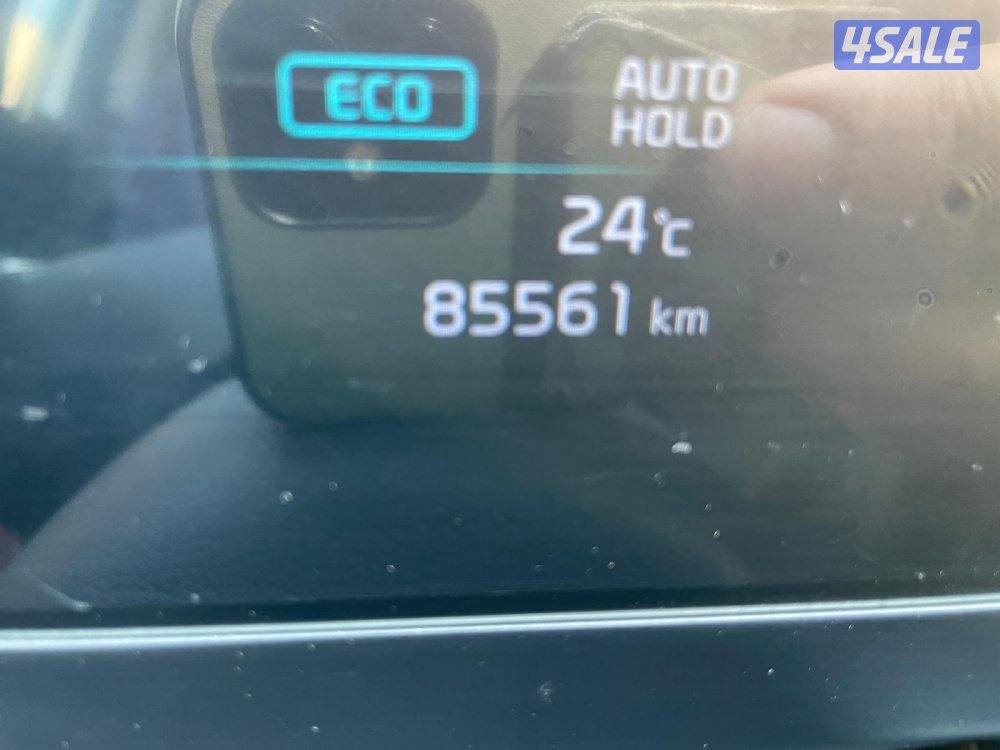 4SALE
ECO
AUTO
HOLD
24°C
85561 km